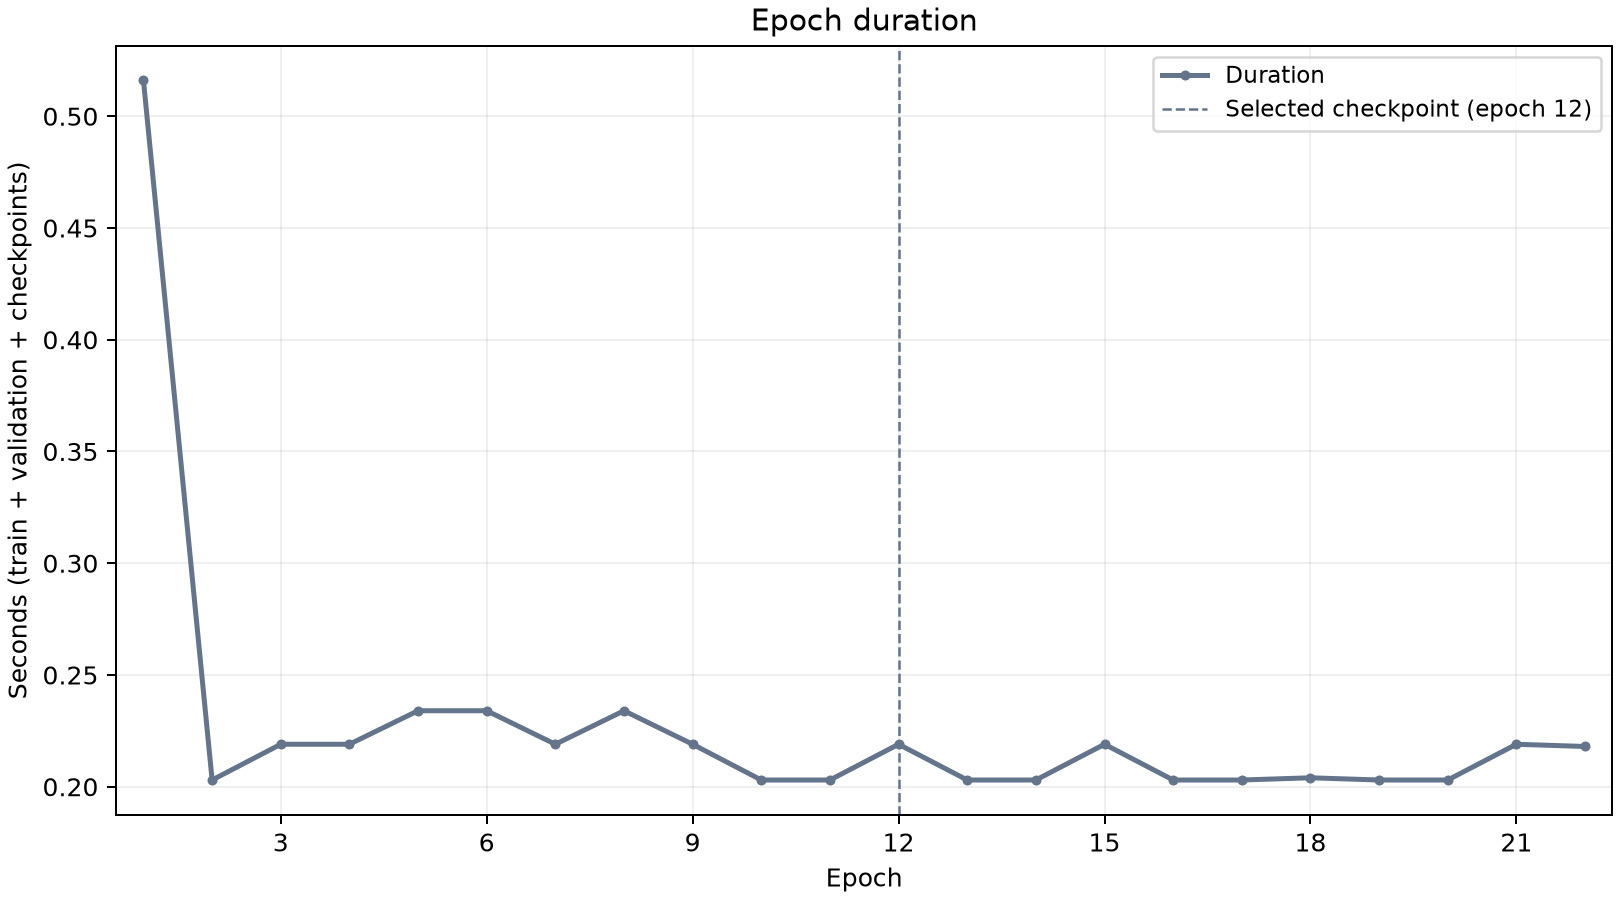 Epoch duration
Duration
Selected checkpoint (epoch 12)
Seconds (train + validation + checkpoints)
0.50
0.45
0.40
0.35
0.30
0.25
0.20
3 6 9 12 15 18 21
Epoch